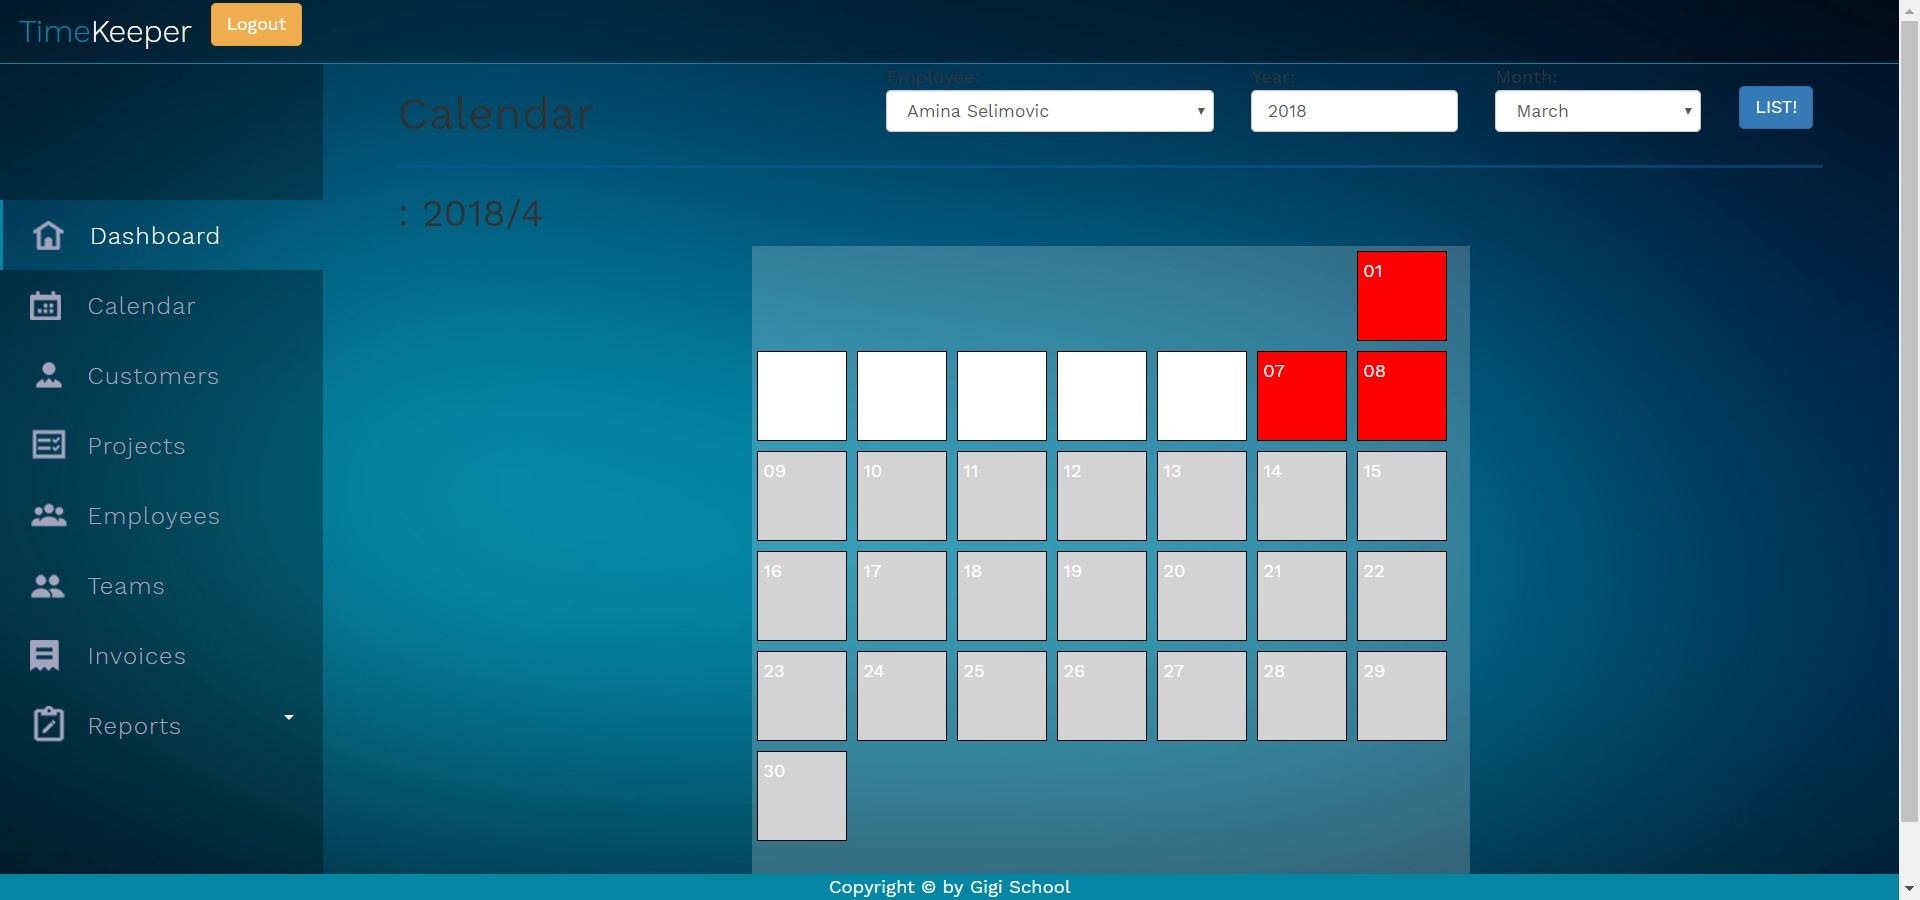 TimeKeeper Logout
Employee: Year: Month:
Calendar Amina Selimovic 2018 March LIST!
: 2018/4
Dashboard
Calendar
Customers
Projects
Employees
Teams
Invoices
Reports
01
07 08
09 10 11 12 13 14 15
16 17 18 19 20 21 22
23 24 25 26 27 28 29
30
Copyright © by Gigi School